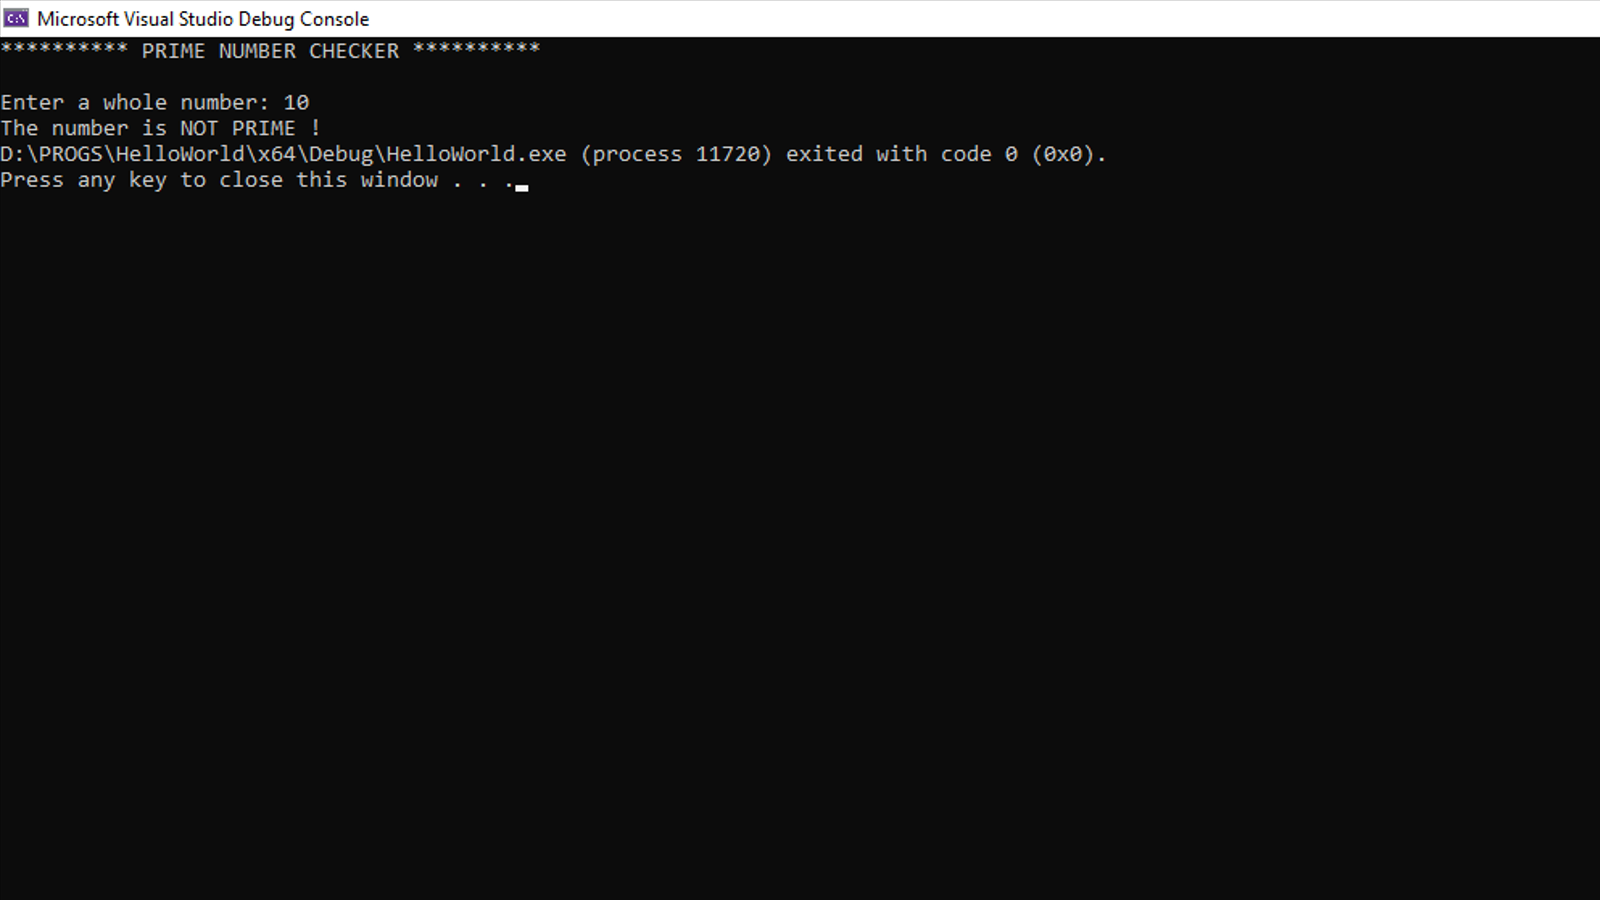 Microsoft Visual Studio Debug Console
********** PRIME NUMBER CHECKER **********
Enter a whole number: 10
The number is NOT PRIME !
D:\PROGS\HelloWorld\x64\Debug\HelloWorld.exe (process 11720) exited with code 0 (0x0).
Press any key to close this window . . .